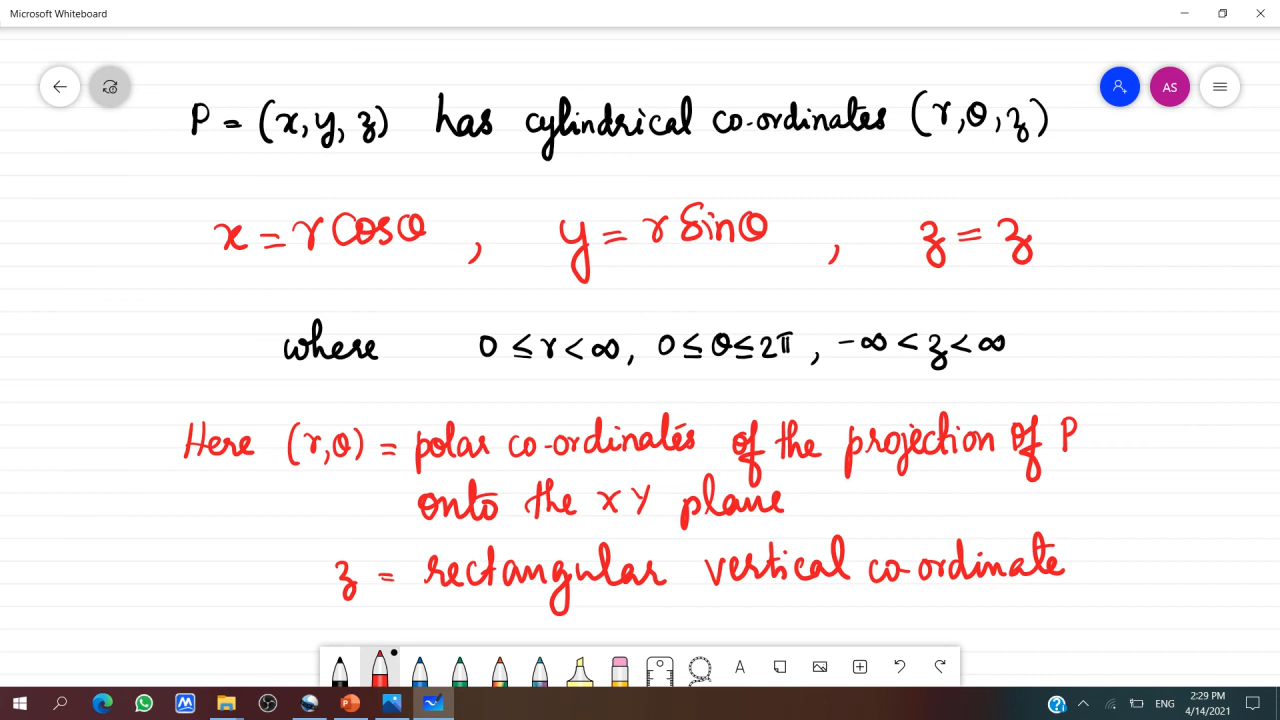 Microsoft Whiteboard
AS
P = (x, y, z) has cylindrical co-ordinates (r, θ, z)
x = r Cosθ , y = r Sinθ , z = z
where 0 ≤ r < ∞, 0 ≤ θ ≤ 2π , -∞ < z < ∞
Here (r, θ) = polar co-ordinates of the projection of P
onto the XY plane
z = rectangular vertical co-ordinate
A
ENG
2:29 PM
4/14/2021